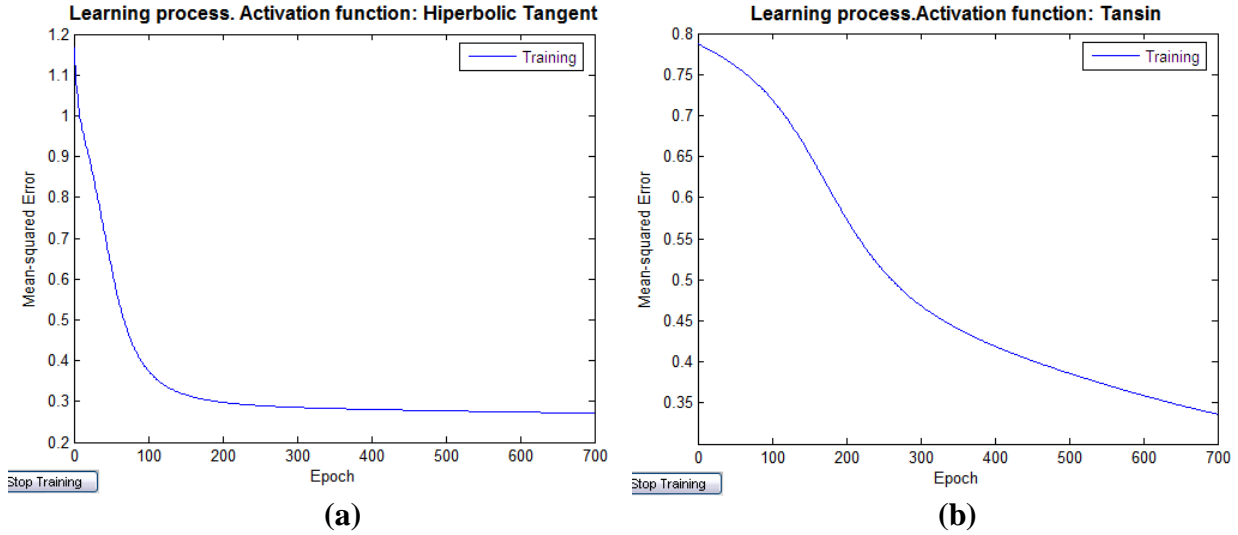 Learning process. Activation function: Hiperbolic Tangent
1.2
1.1
1
0.9
0.8
0.7
0.6
0.5
0.4
0.3
0.2
Mean-squared Error
Training
0 100 200 300 400 500 600 700
Epoch
Stop Training
(a)
Learning process.Activation function: Tansin
0.8
0.75
0.7
0.65
0.6
0.55
0.5
0.45
0.4
0.35
Mean-squared Error
Training
0 100 200 300 400 500 600 700
Epoch
Stop Training
(b)